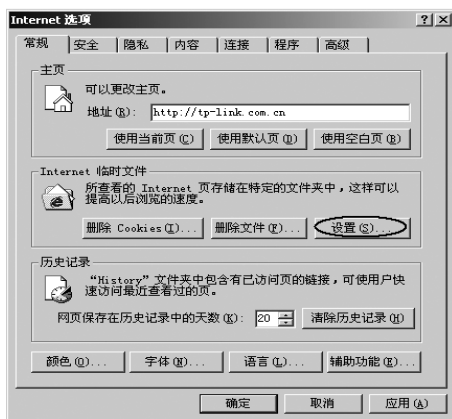 Internet 选项
? ×
常规 安全 隐私 内容 连接 程序 高级
主页
可以更改主页。
地址(R): http://tp-link.com.cn
使用当前页(C) 使用默认页(D) 使用空白页(B)
Internet 临时文件
所查看的 Internet 页存储在特定的文件夹中，这样可以
提高以后浏览的速度。
删除 Cookies(I)... 删除文件(F)... 设置(S)...
历史记录
“History”文件夹中包含有已访问页的链接，可使用户快
速访问最近查看过的页。
网页保存在历史记录中的天数(K): 20 清除历史记录(H)
颜色(O)... 字体(N)... 语言(L)... 辅助功能(E)...
确定 取消 应用(A)